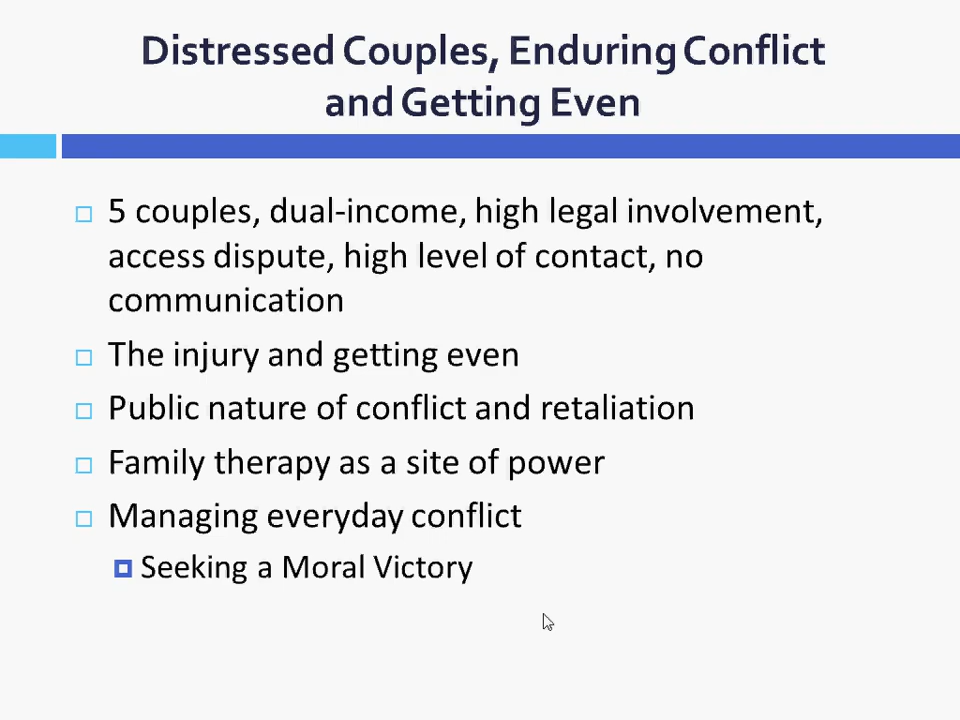 Distressed Couples, Enduring Conflict
and Getting Even
5 couples, dual-income, high legal involvement,
access dispute, high level of contact, no
communication
The injury and getting even
Public nature of conflict and retaliation
Family therapy as a site of power
Managing everyday conflict
Seeking a Moral Victory